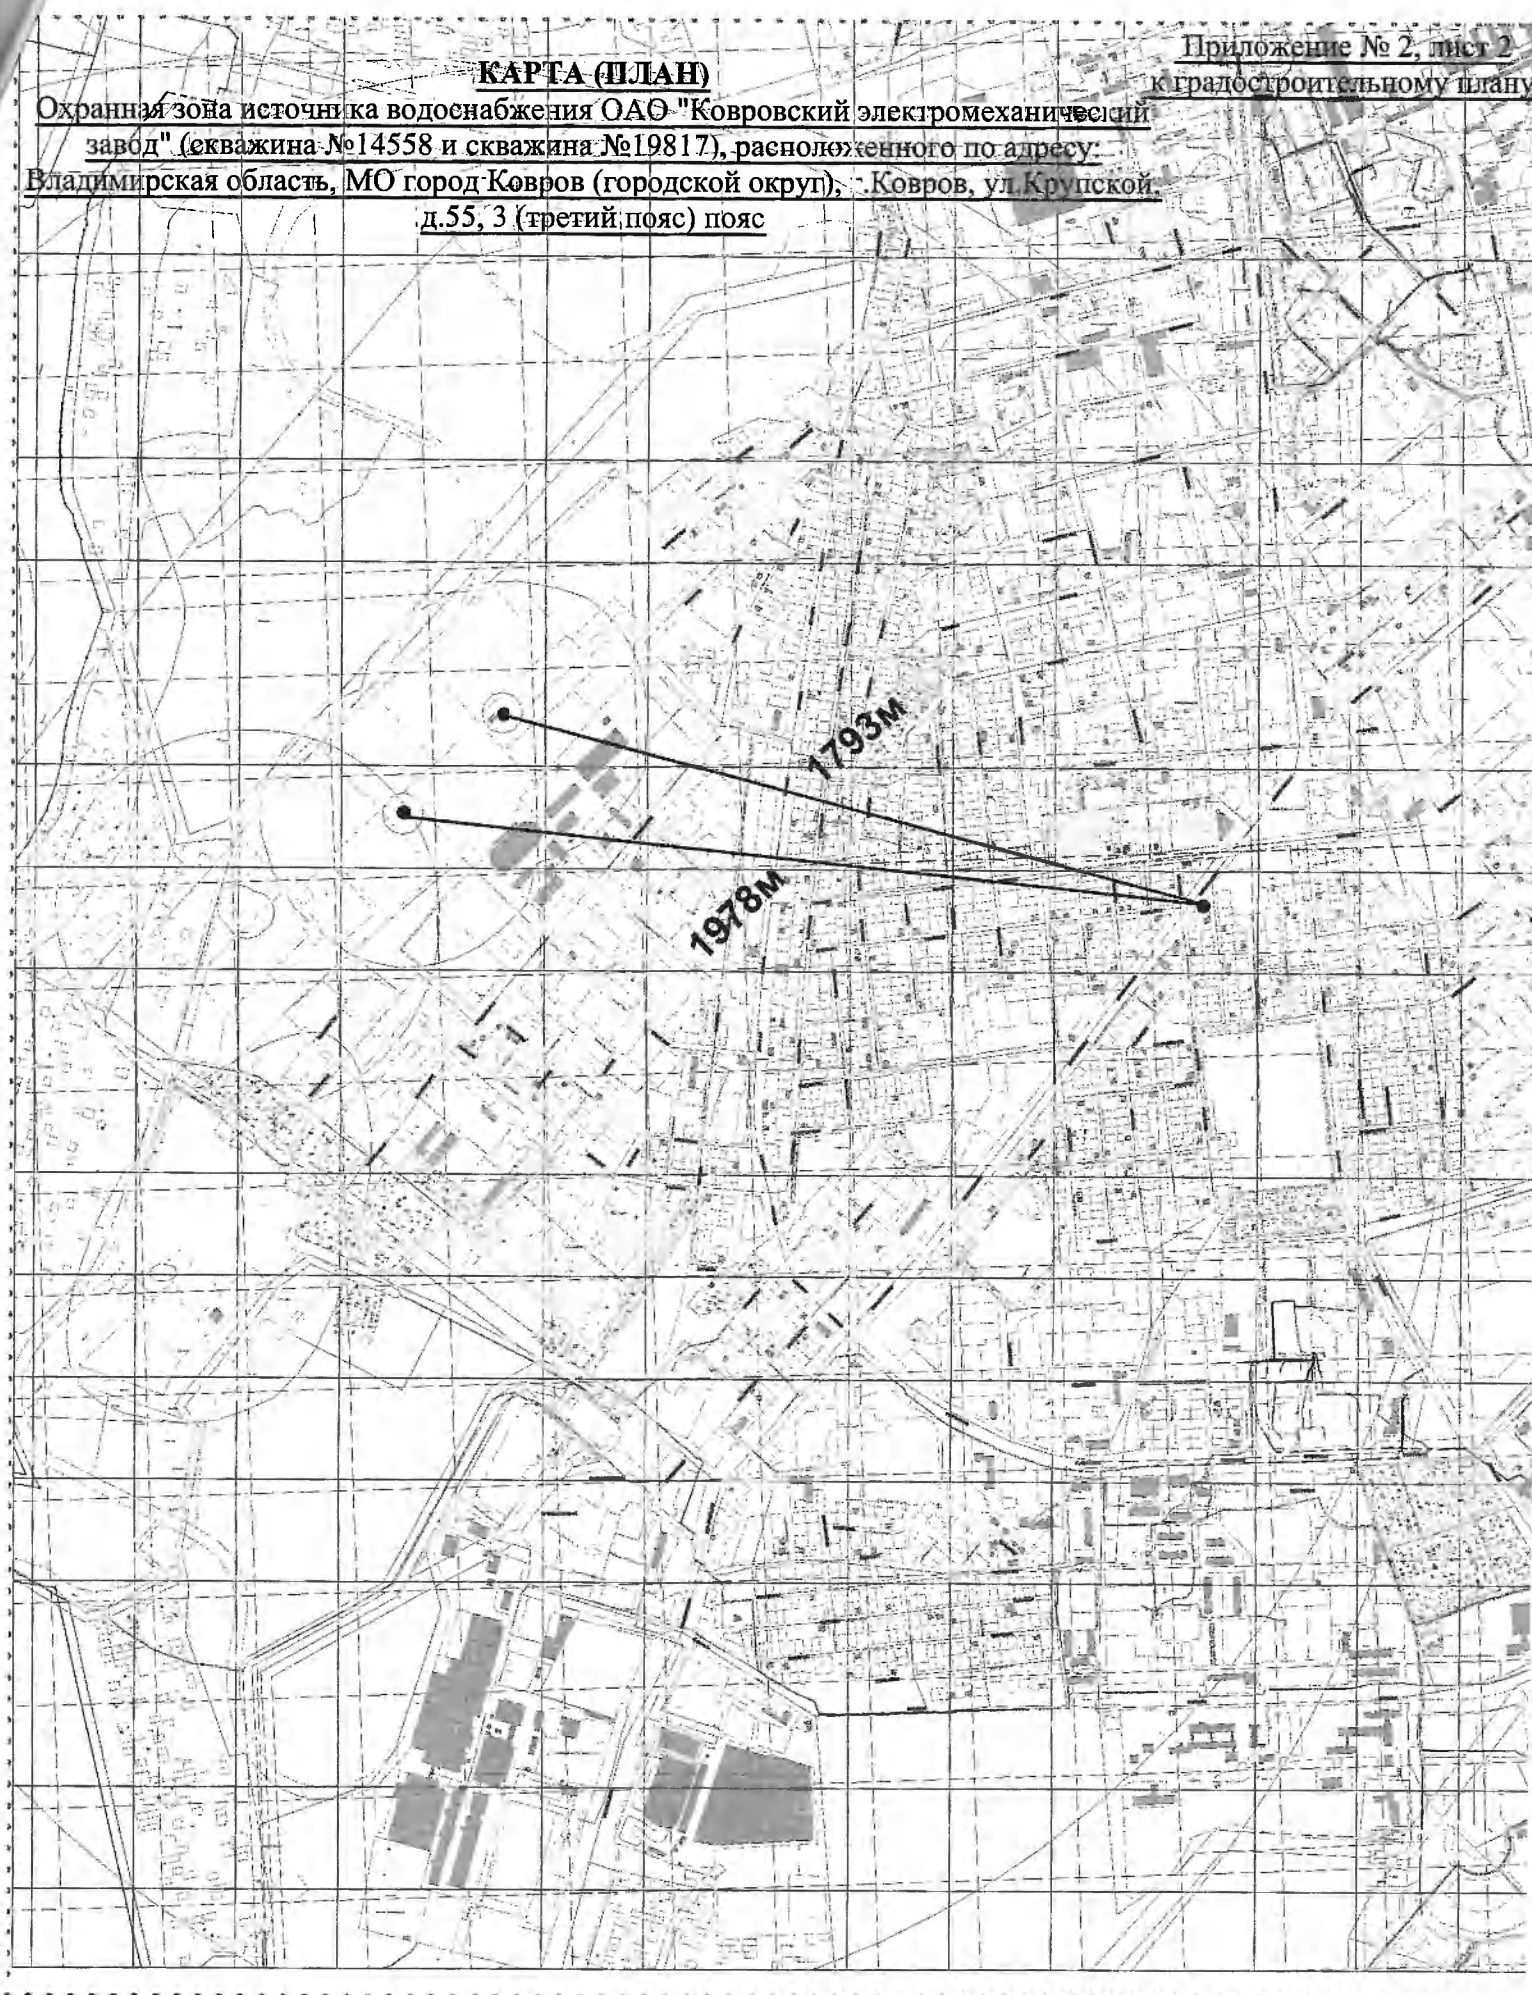 Приложение № 2, лист 2
к градостроительному плану
КАРТА (ПЛАН)
Охранная зона источника водоснабжения ОАО "Ковровский электромеханический
завод" (скважина №14558 и скважина №19817), расположенного по адресу:
Владимирская область, МО город Ковров (городской округ), г.Ковров, ул.Крупской,
д.55, 3 (третий пояс) пояс
1793м
1978м